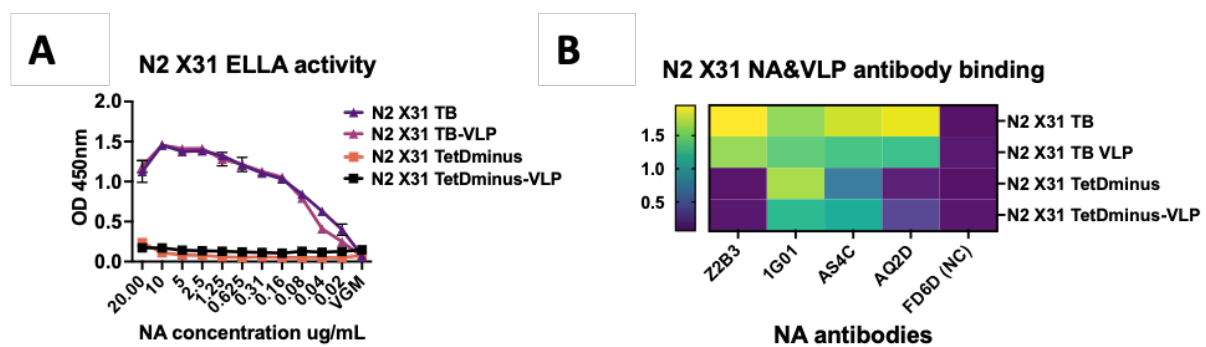 A
N2 X31 ELLA activity
2.0
1.5
1.0
0.5
0.0
OD 450nm
20.00
10
5
2.5
1.25
0.625
0.31
0.16
0.08
0.04
0.02
VGM
NA concentration ug/mL
N2 X31 TB
N2 X31 TB-VLP
N2 X31 TetDminus
N2 X31 TetDminus-VLP
B
N2 X31 NA&VLP antibody binding
1.5
1.0
0.5
N2 X31 TB
N2 X31 TB VLP
N2 X31 TetDminus
N2 X31 TetDminus-VLP
Z2B3
1G01
AS4C
AQ2D
FD6D (NC)
NA antibodies